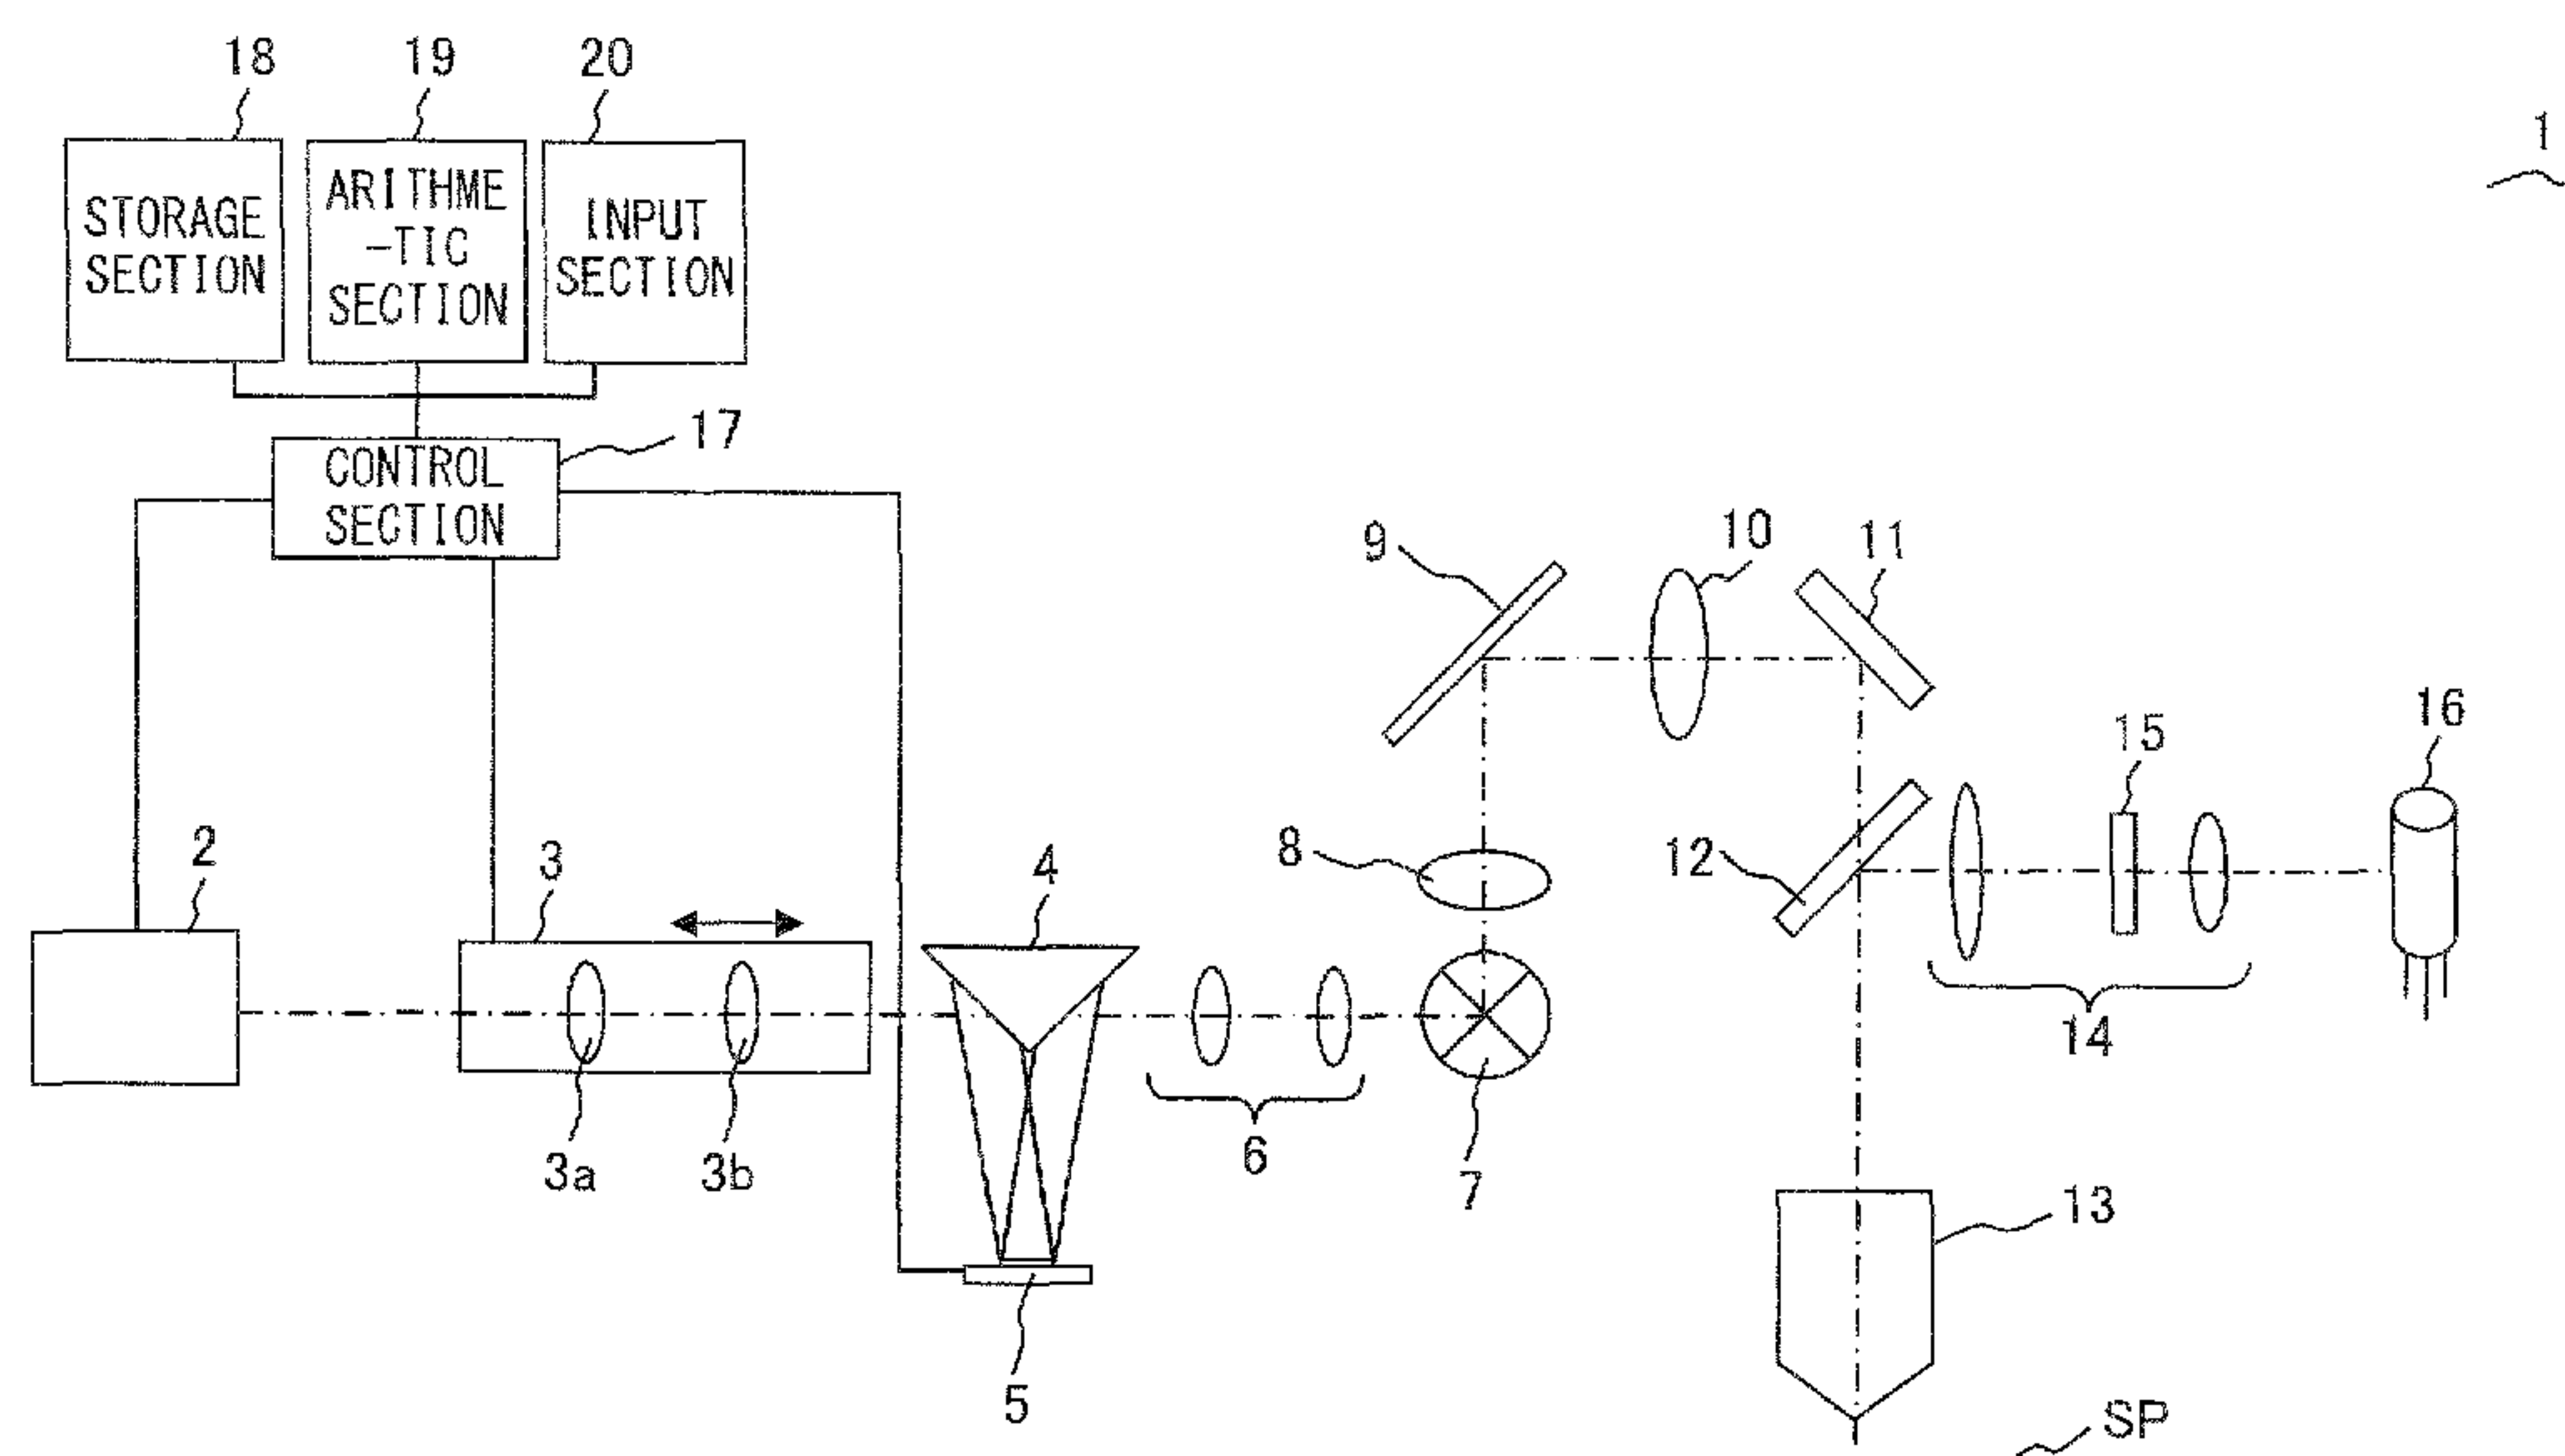 18
19
20
1
STORAGE
SECTION
ARITHME
-TIC
SECTION
INPUT
SECTION
17
CONTROL
SECTION
9
10
11
2
3
4
8
12
15
16
3a
3b
6
7
14
13
5
SP